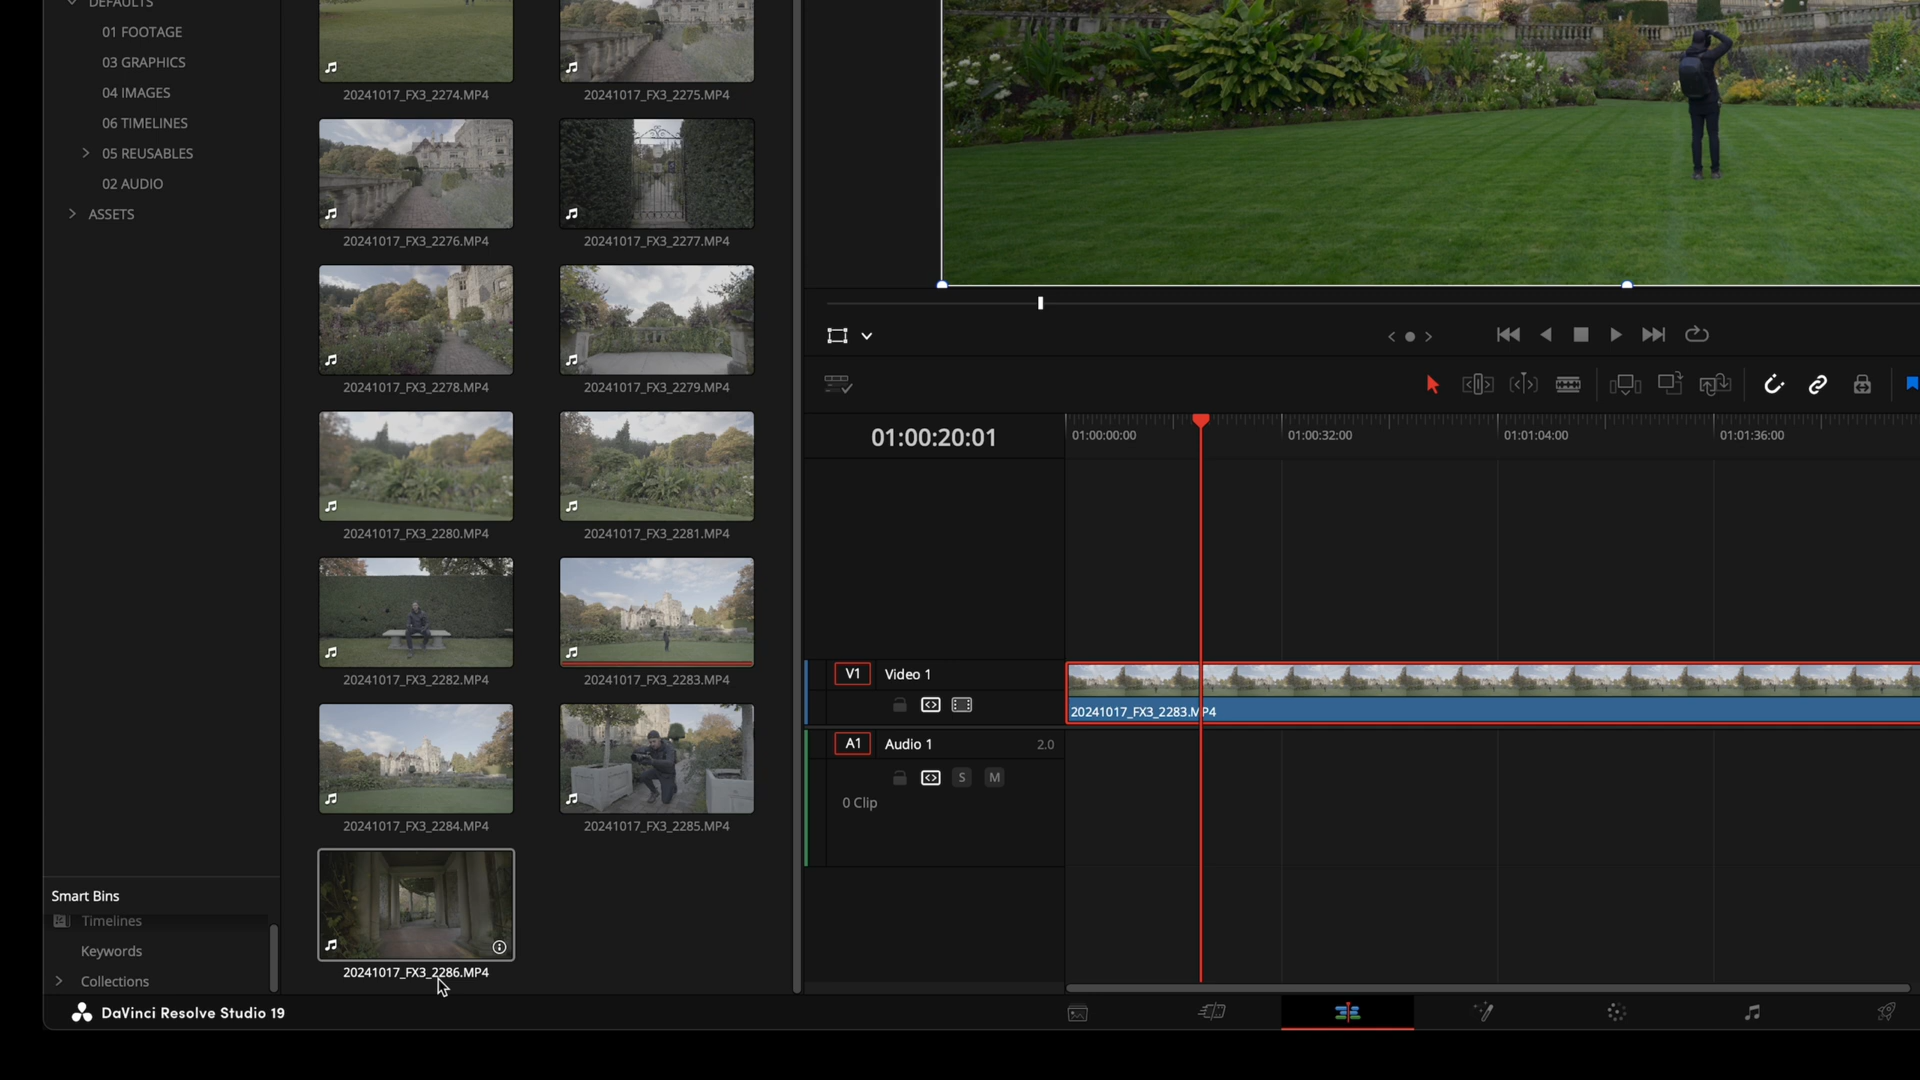 DEFAULTS
01 FOOTAGE
03 GRAPHICS
04 IMAGES
06 TIMELINES
05 REUSABLES
02 AUDIO
ASSETS
20241017_FX3_2274.MP4
20241017_FX3_2275.MP4
20241017_FX3_2276.MP4
20241017_FX3_2277.MP4
20241017_FX3_2278.MP4
20241017_FX3_2279.MP4
20241017_FX3_2280.MP4
20241017_FX3_2281.MP4
20241017_FX3_2282.MP4
20241017_FX3_2283.MP4
20241017_FX3_2284.MP4
20241017_FX3_2285.MP4
20241017_FX3_2286.MP4
Smart Bins
Timelines
Keywords
Collections
01:00:20:01
01:00:00:00
01:00:32:00
01:01:04:00
01:01:36:00
V1 Video 1
20241017_FX3_2283.MP4
A1 Audio 1 2.0
S M
0 Clip
DaVinci Resolve Studio 19